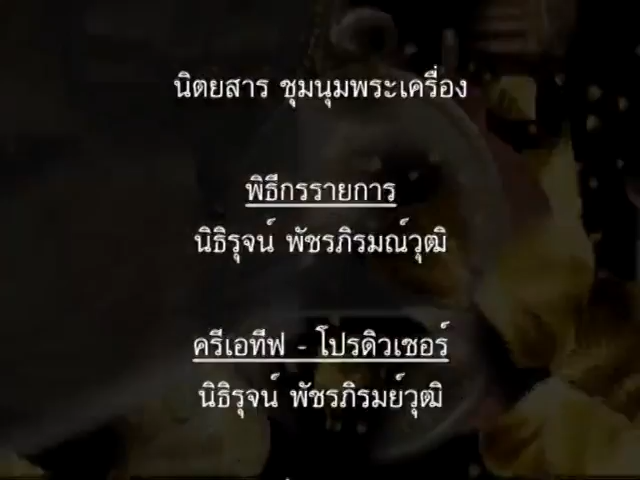 นิตยสาร ชุมนุมพระเครื่อง
พิธีกรรายการ
นิธิรุจน์ พัชรภิรมณ์วุฒิ
ครีเอทีฟ - โปรดิวเซอร์
นิธิรุจน์ พัชรภิรมย์วุฒิ